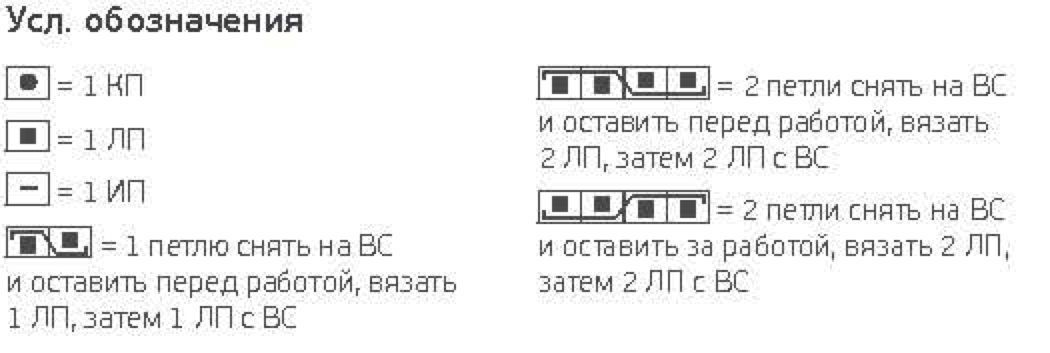 Усл. обозначения
= 1 КП
= 1 ЛП
= 1 ИП
= 1 петлю снять на ВС
и оставить перед работой, вязать
1 ЛП, затем 1 ЛП с ВС
= 2 петли снять на ВС
и оставить перед работой, вязать
2 ЛП, затем 2 ЛП с ВС
= 2 петли снять на ВС
и оставить за работой, вязать 2 ЛП,
затем 2 ЛП с ВС